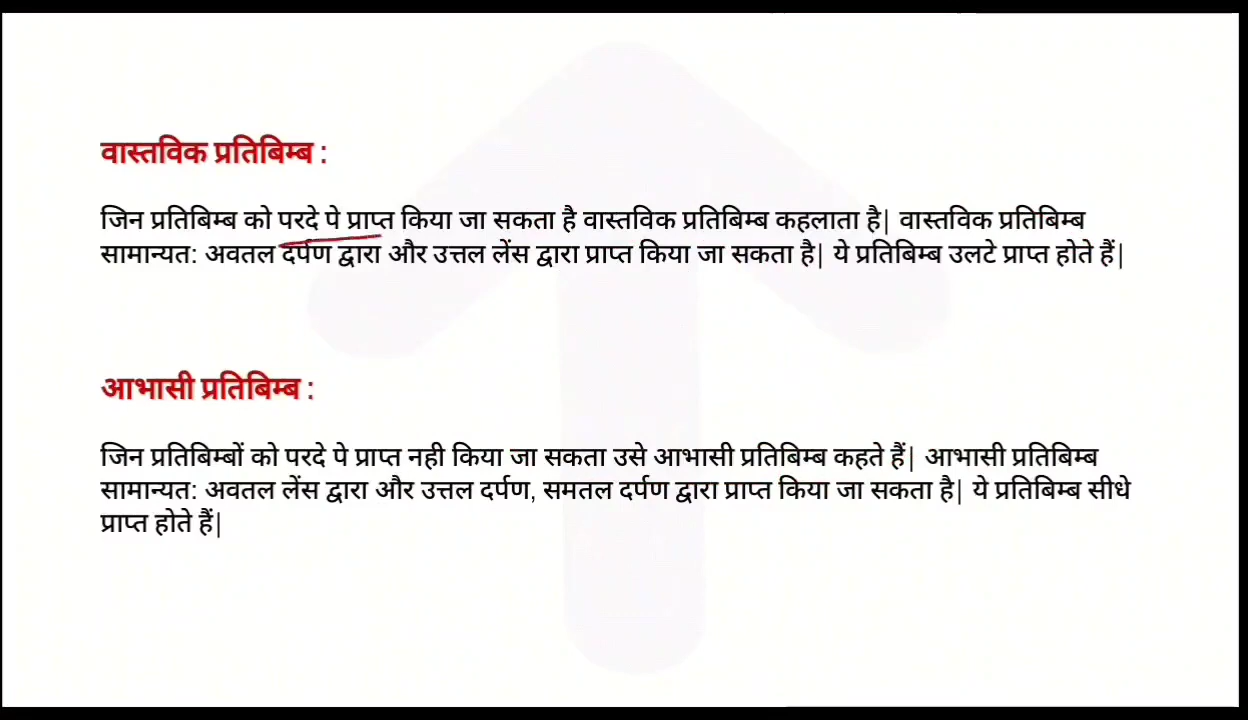 वास्तविक प्रतिबिम्ब :
जिन प्रतिबिम्ब को परदे पे प्राप्त किया जा सकता है वास्तविक प्रतिबिम्ब कहलाता है| वास्तविक प्रतिबिम्ब
सामान्यत: अवतल दर्पण द्वारा और उत्तल लेंस द्वारा प्राप्त किया जा सकता है| ये प्रतिबिम्ब उलटे प्राप्त होते हैं|
आभासी प्रतिबिम्ब :
जिन प्रतिबिम्बों को परदे पे प्राप्त नही किया जा सकता उसे आभासी प्रतिबिम्ब कहते हैं| आभासी प्रतिबिम्ब
सामान्यत: अवतल लेंस द्वारा और उत्तल दर्पण, समतल दर्पण द्वारा प्राप्त किया जा सकता है| ये प्रतिबिम्ब सीधे
प्राप्त होते हैं|